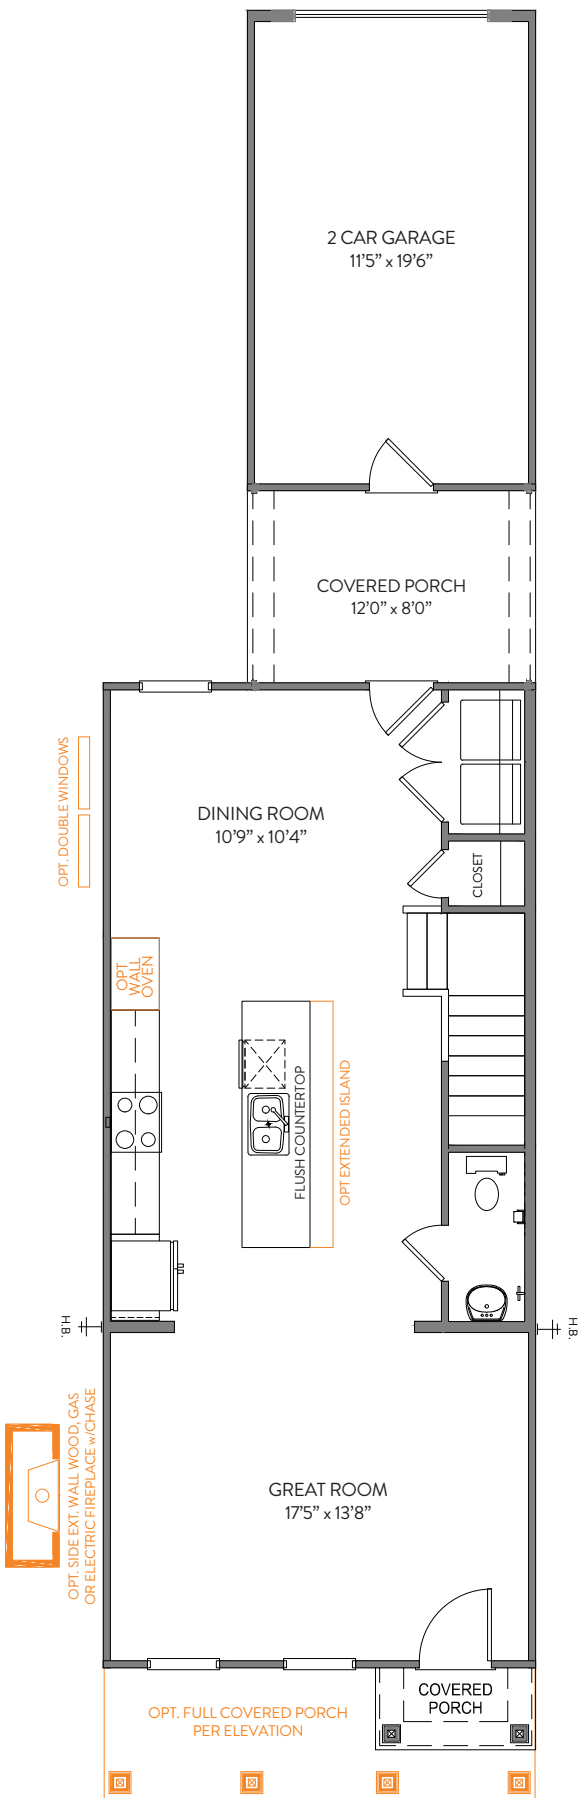 2 CAR GARAGE
11'5" x 19'6"
COVERED PORCH
12'0" x 8'0"
OPT. DOUBLE WINDOWS
DINING ROOM
10'9" x 10'4"
CLOSET
OPT
WALL
OVEN
FLUSH COUNTERTOP
OPT EXTENDED ISLAND
H.B.
H.B.
OPT. SIDE EXT. WALL WOOD, GAS
OR ELECTRIC FIREPLACE w/CHASE
GREAT ROOM
17'5" x 13'8"
COVERED
PORCH
OPT. FULL COVERED PORCH
PER ELEVATION